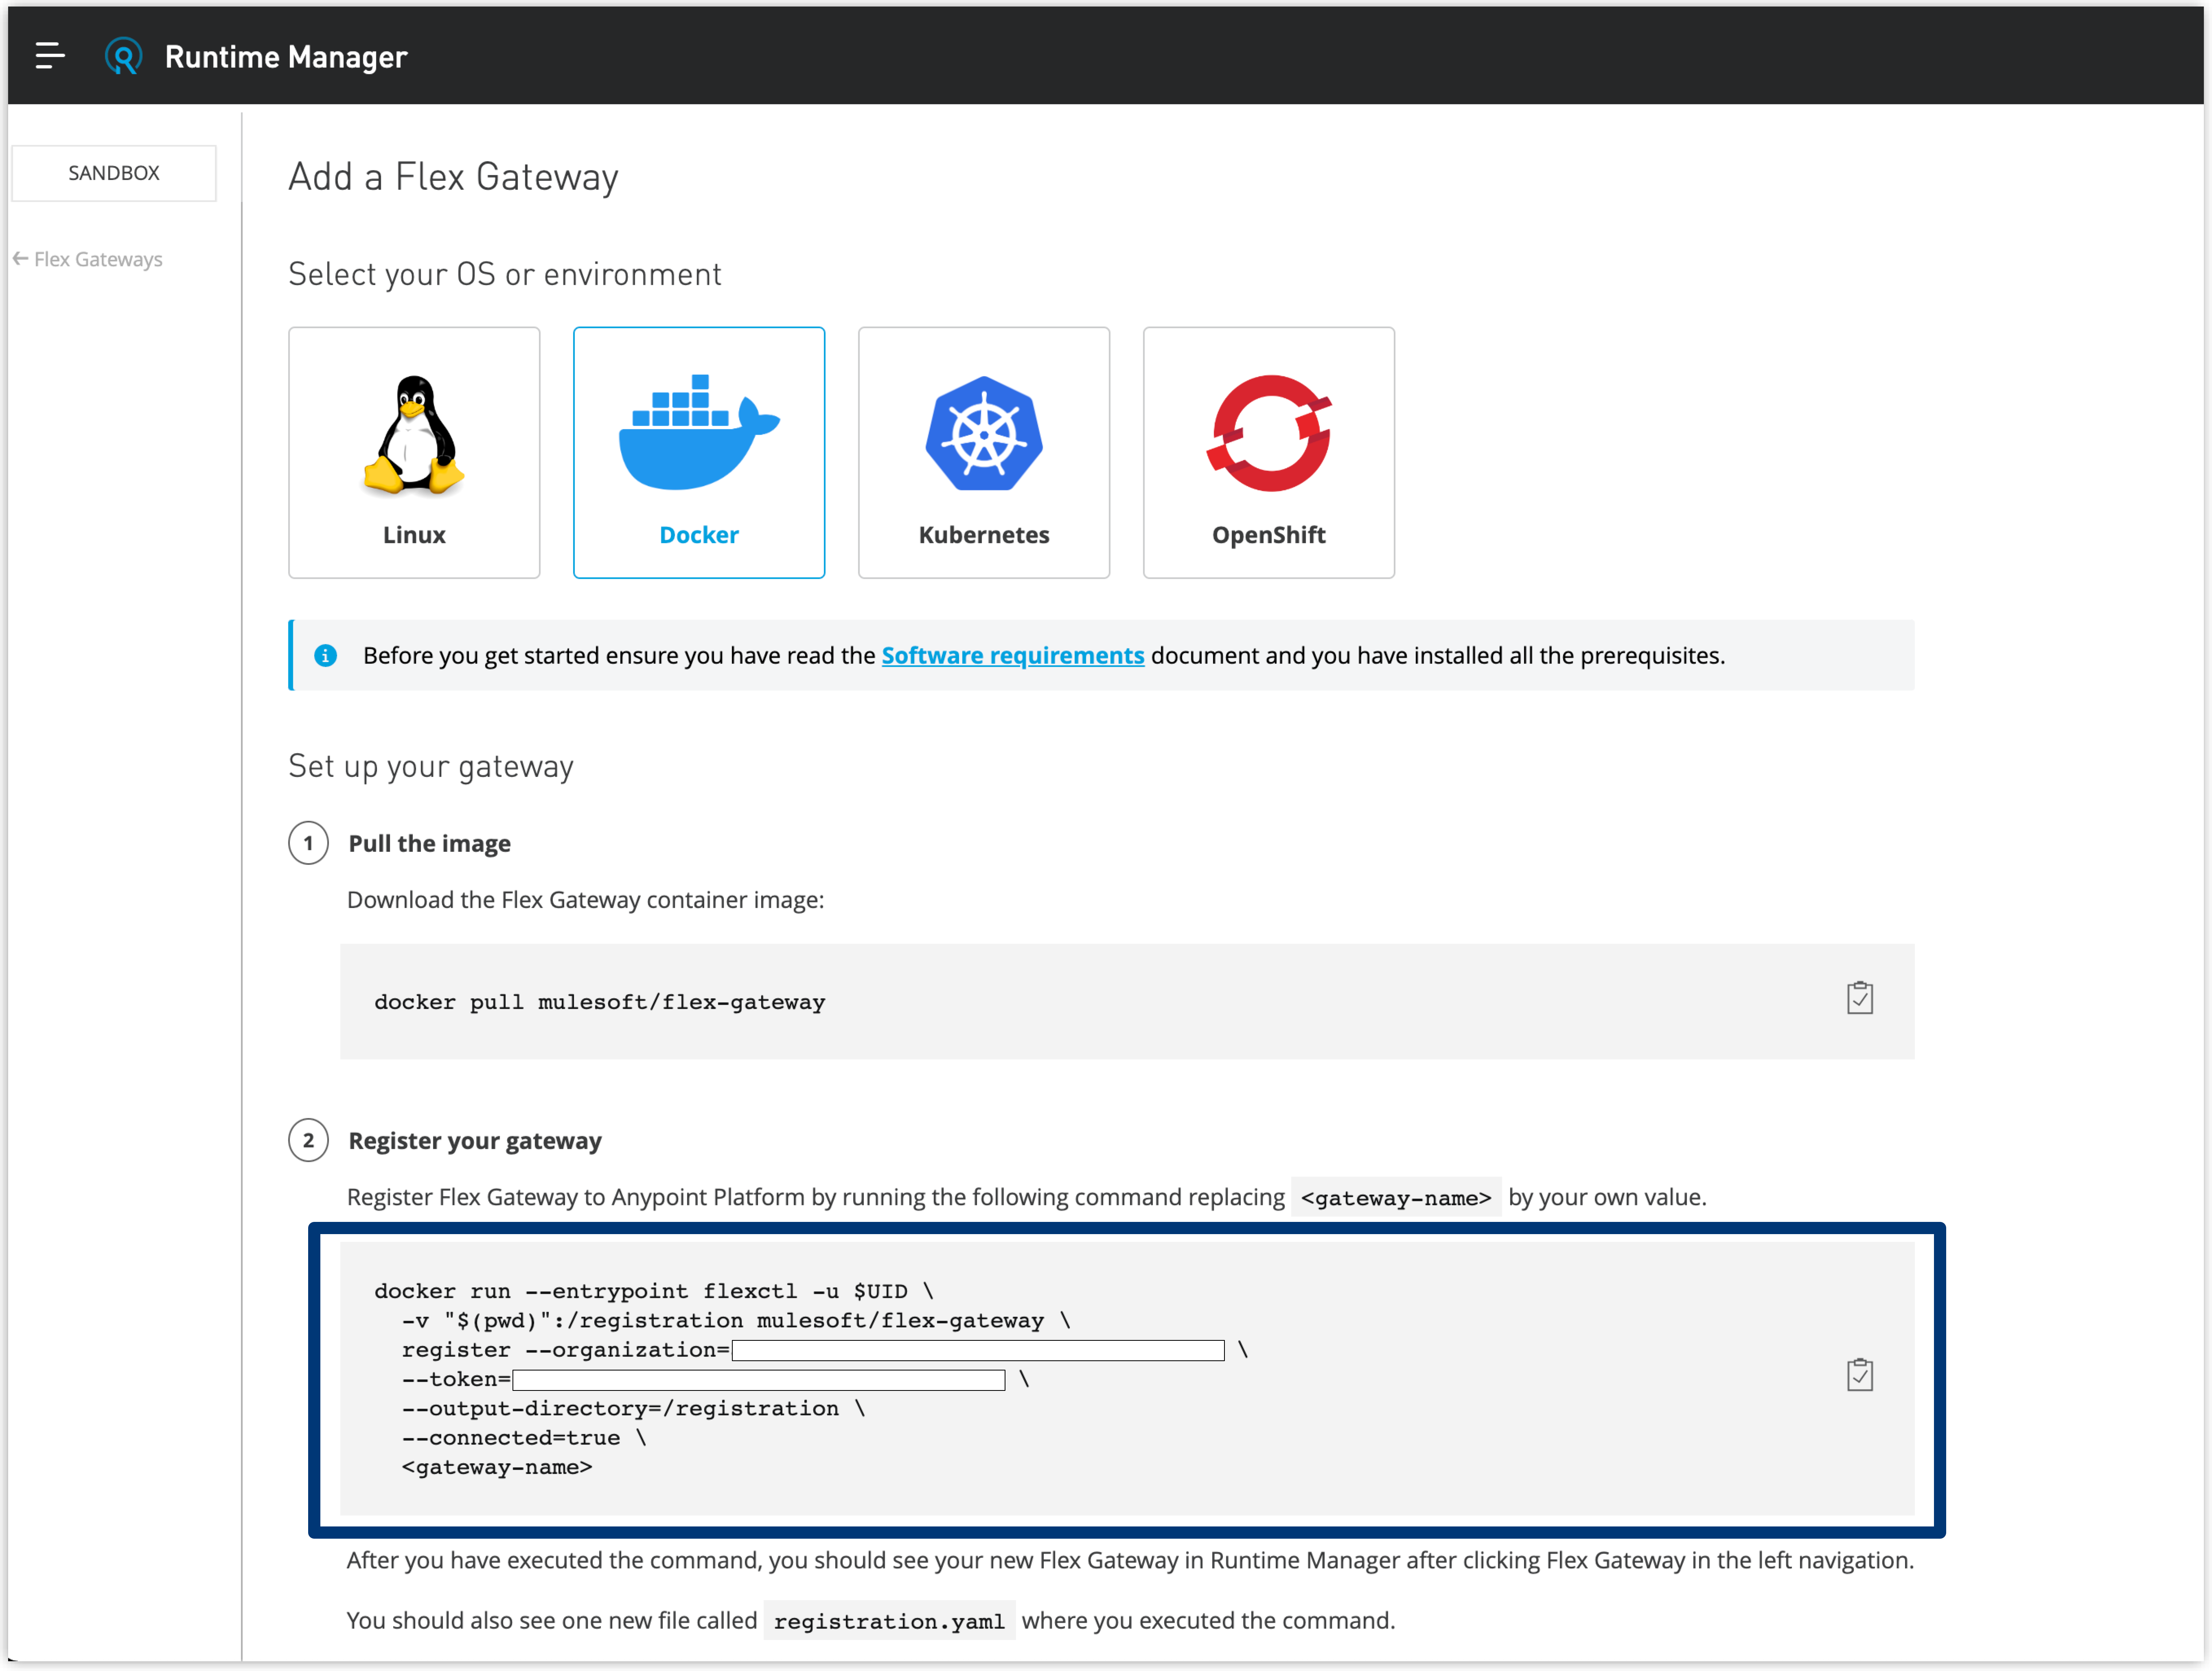 Runtime Manager
SANDBOX
← Flex Gateways
Add a Flex Gateway
Select your OS or environment
Linux
Docker
Kubernetes
OpenShift
Before you get started ensure you have read the Software requirements document and you have installed all the prerequisites.
Set up your gateway
1 Pull the image
Download the Flex Gateway container image:
docker pull mulesoft/flex-gateway
2 Register your gateway
Register Flex Gateway to Anypoint Platform by running the following command replacing <gateway-name> by your own value.
docker run --entrypoint flexctl -u $UID \
-v "$(pwd)":/registration mulesoft/flex-gateway \
register --organization= \
--token= \
--output-directory=/registration \
--connected=true \
<gateway-name>
After you have executed the command, you should see your new Flex Gateway in Runtime Manager after clicking Flex Gateway in the left navigation.
You should also see one new file called registration.yaml where you executed the command.